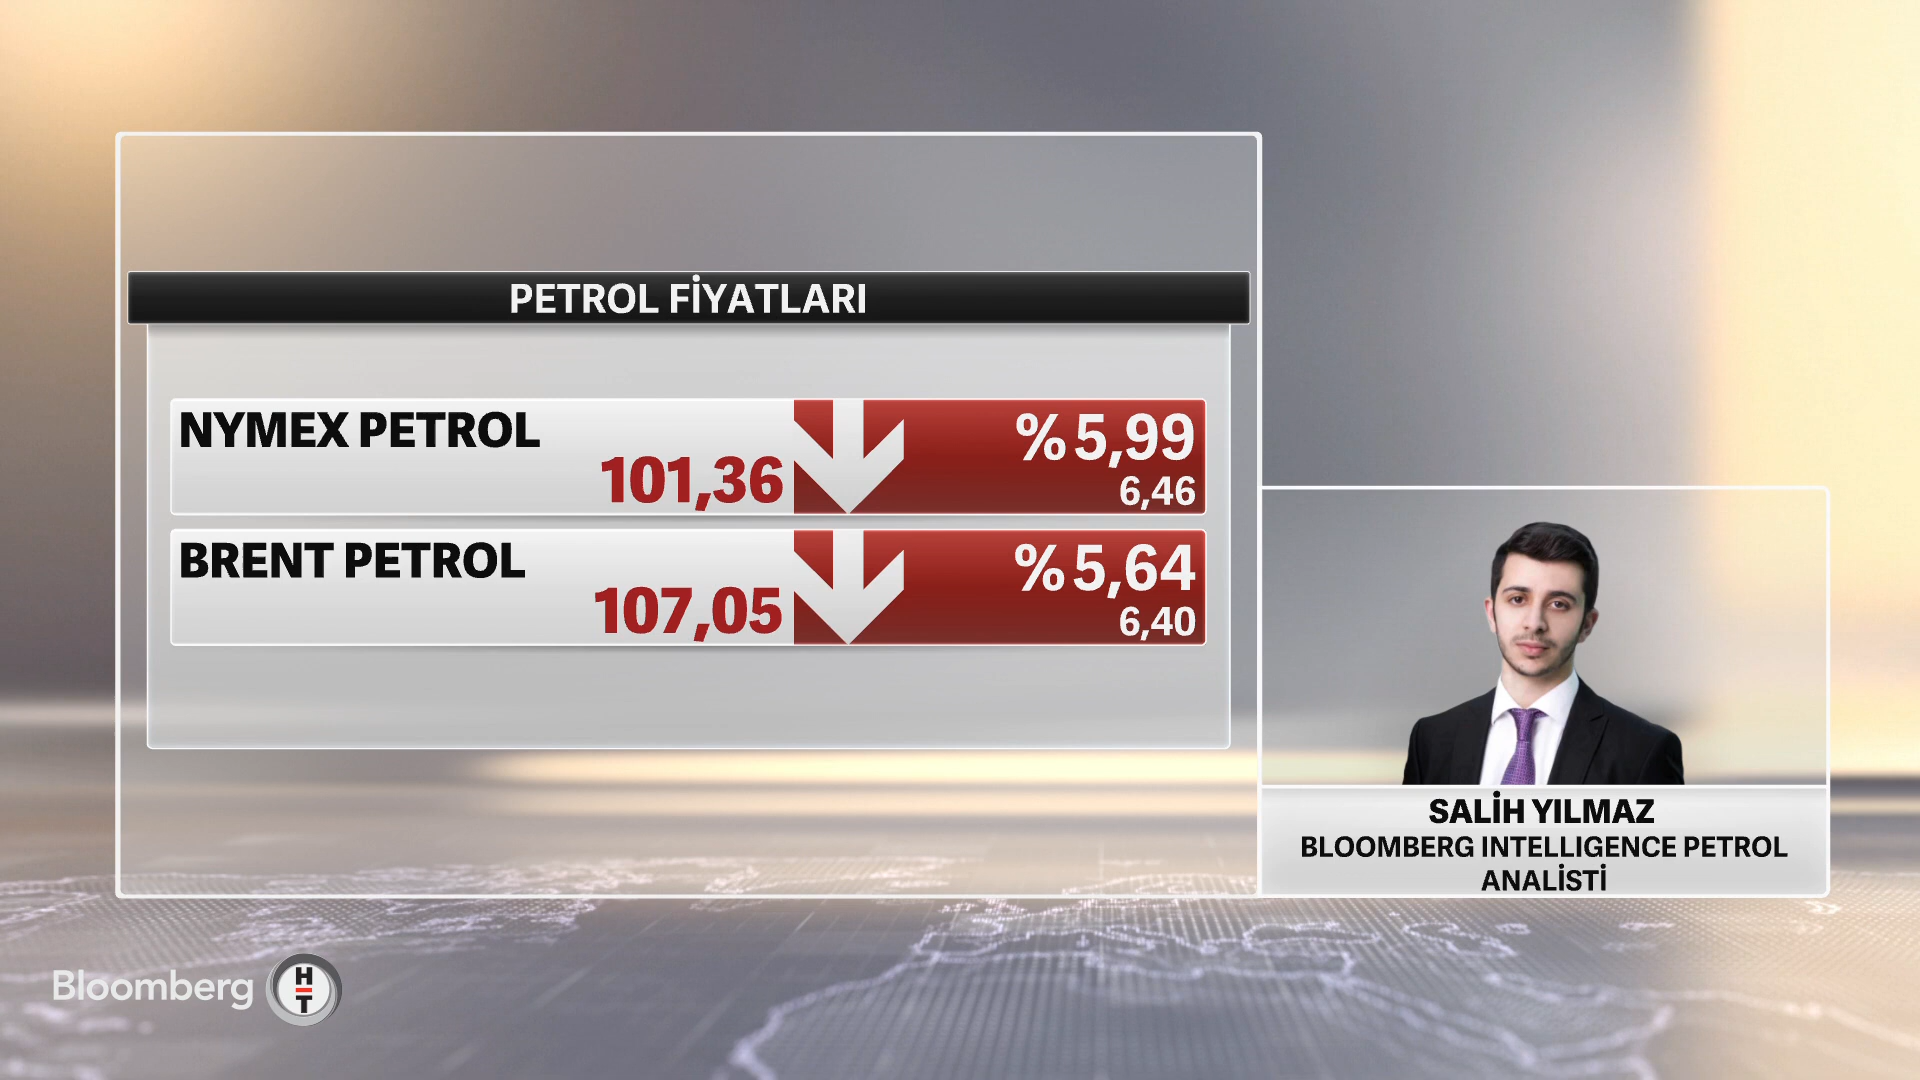 PETROL FİYATLARI
NYMEX PETROL
101,36
%5,99
6,46
BRENT PETROL
107,05
%5,64
6,40
SALİH YILMAZ
BLOOMBERG INTELLIGENCE PETROL
ANALİSTİ
Bloomberg HT